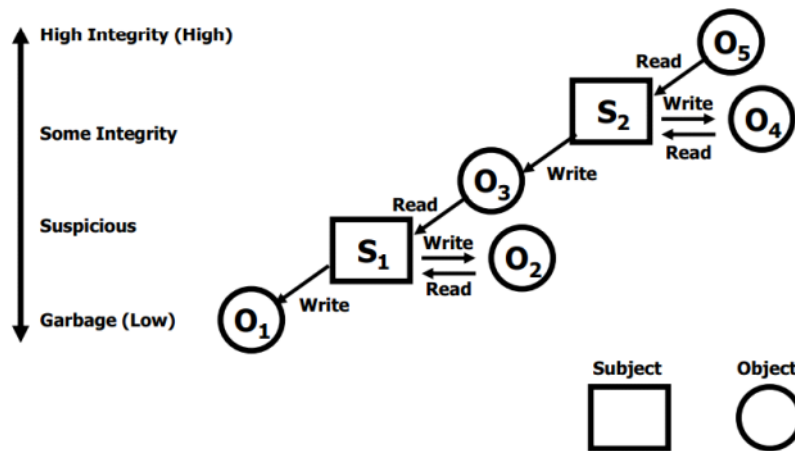 High Integrity (High)
O5
Read
S2
Write
O4
Read
Some Integrity
Write
O3
Read
Suspicious
S1
Write
O2
Read
Write
Garbage (Low)
O1
Subject
Object